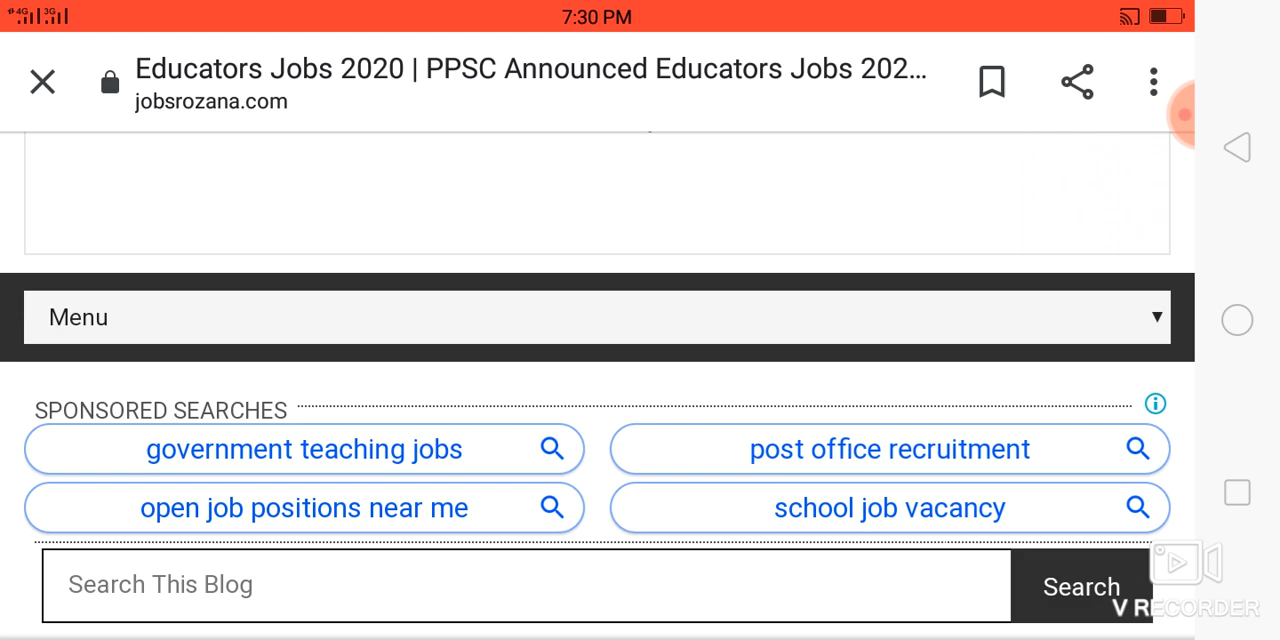 4G 3G
7:30 PM
Educators Jobs 2020 | PPSC Announced Educators Jobs 202...
jobsrozana.com
Menu
SPONSORED SEARCHES
government teaching jobs
post office recruitment
open job positions near me
school job vacancy
Search This Blog
Search
V RECORDER